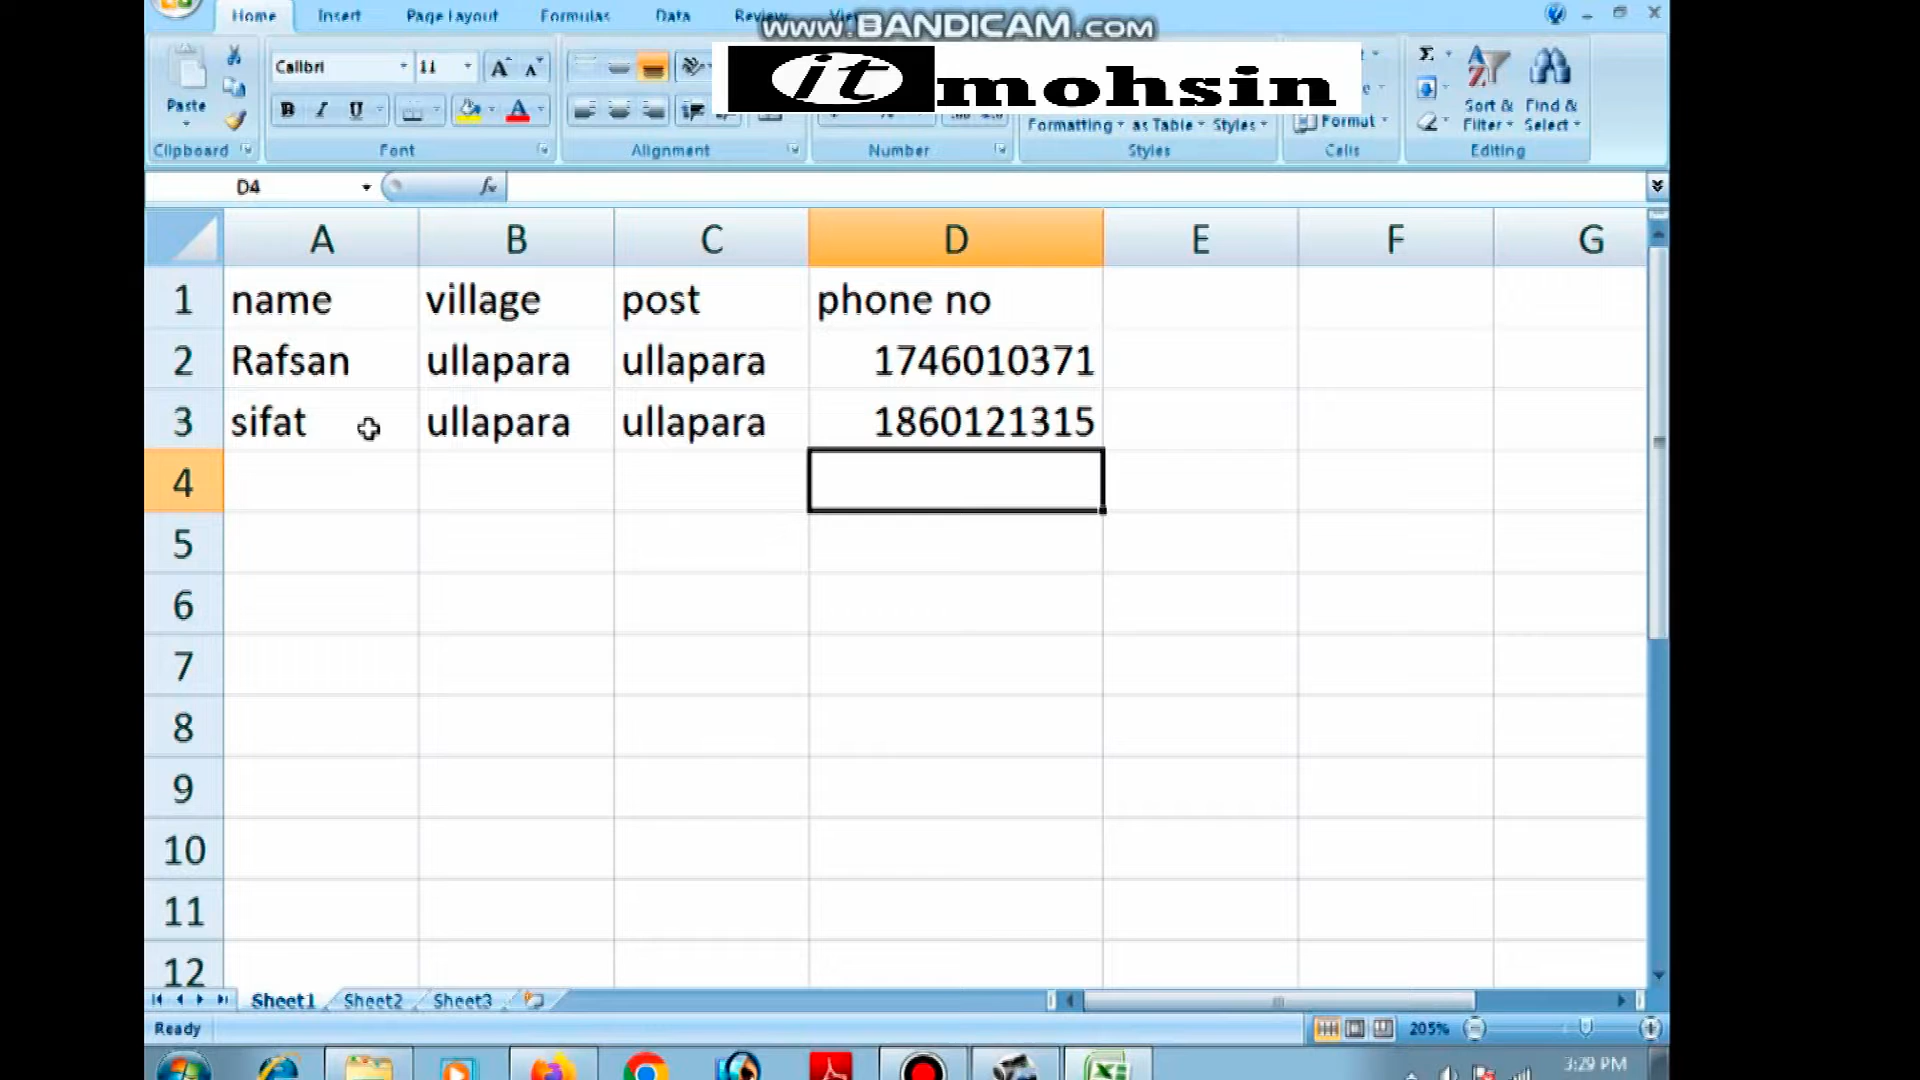 Home Insert Page Layout Formulas Data Review
www.BANDICAM.com
it mohsin
Calibri 11
Paste
B I U
Sort & Find &
Formatting as Table Styles Format Filter Select
Clipboard Font Alignment Number Styles Cells Editing
D4 fx
A B C D E F G
1 name village post phone no
2 Rafsan ullapara ullapara 1746010371
3 sifat ullapara ullapara 1860121315
4
5
6
7
8
9
10
11
12
Sheet1 Sheet2 Sheet3
Ready 205%
3:29 PM